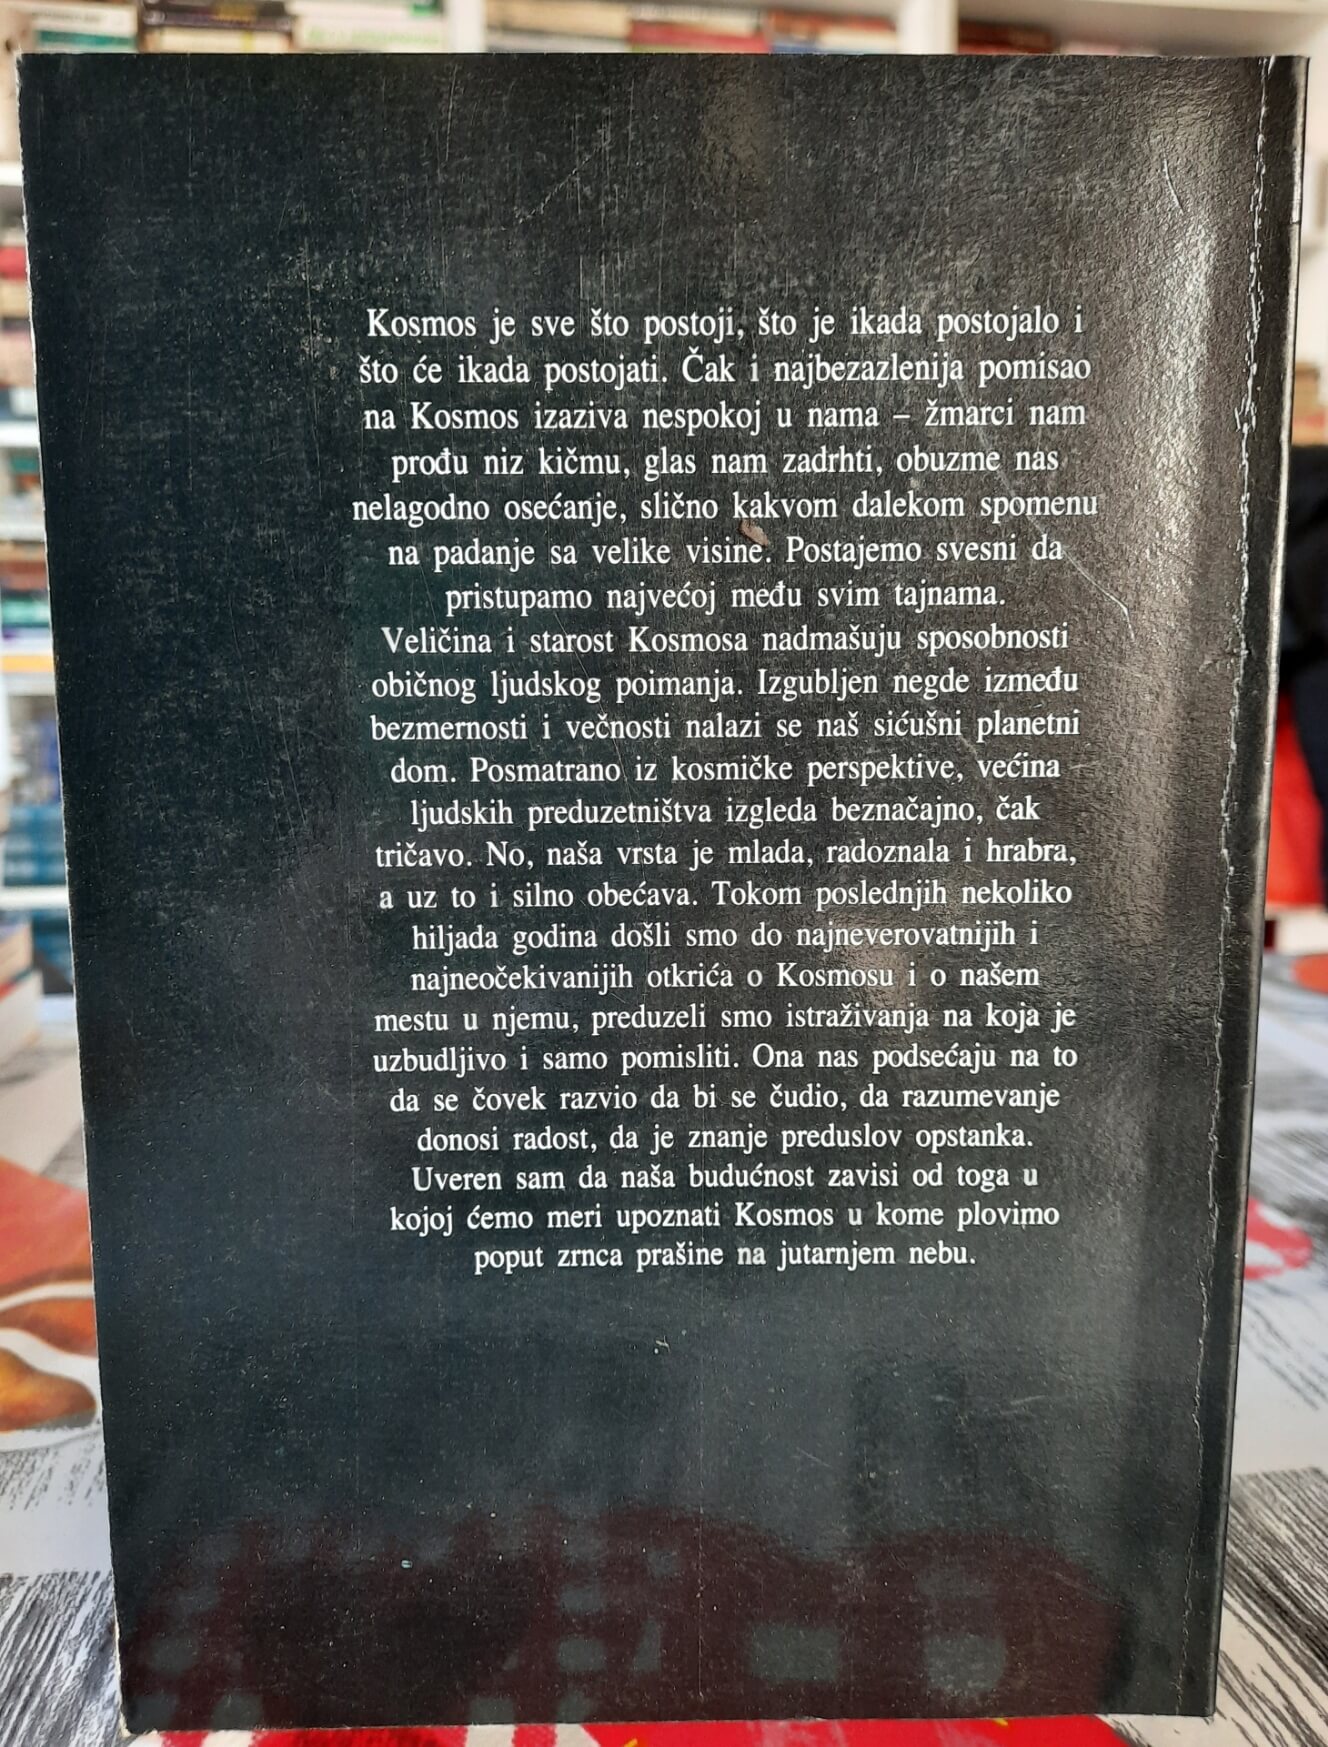 Kosmos je sve što postoji, što je ikada postojalo i
što će ikada postojati. Čak i najbezazlenija pomisao
na Kosmos izaziva nespokoj u nama – žmarci nam
prođu niz kičmu, glas nam zadrhti, obuzme nas
nelagodno osećanje, slično kakvom dalekom spomenu
na padanje sa velike visine. Postajemo svesni da
pristupamo najvećoj među svim tajnama.
Veličina i starost Kosmosa nadmašuju sposobnosti
običnog ljudskog poimanja. Izgubljen negde između
bezmernosti i večnosti nalazi se naš sićušni planetni
dom. Posmatrano iz kosmičke perspektive, većina
ljudskih preduzetništva izgleda beznačajno, čak
tričavo. No, naša vrsta je mlada, radoznala i hrabra,
a uz to i silno obećava. Tokom poslednjih nekoliko
hiljada godina došli smo do najneverovatnijih i
najneočekivanijih otkrića o Kosmosu i o našem
mestu u njemu, preduzeli smo istraživanja na koja je
uzbudljivo i samo pomisliti. Ona nas podsećaju na to
da se čovek razvio da bi se čudio, da razumevanje
donosi radost, da je znanje preduslov opstanka.
Uveren sam da naša budućnost zavisi od toga u
kojoj ćemo meri upoznati Kosmos u kome plovimo
poput zrnca prašine na jutarnjem nebu.